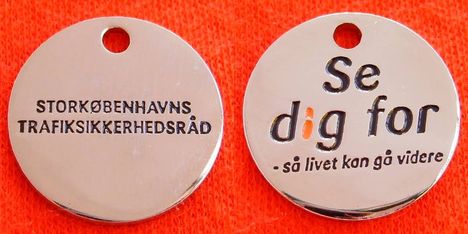 STORKØBENHAVNS
TRAFIKSIKKERHEDSRÅD
Se
dig for
- så livet kan gå videre